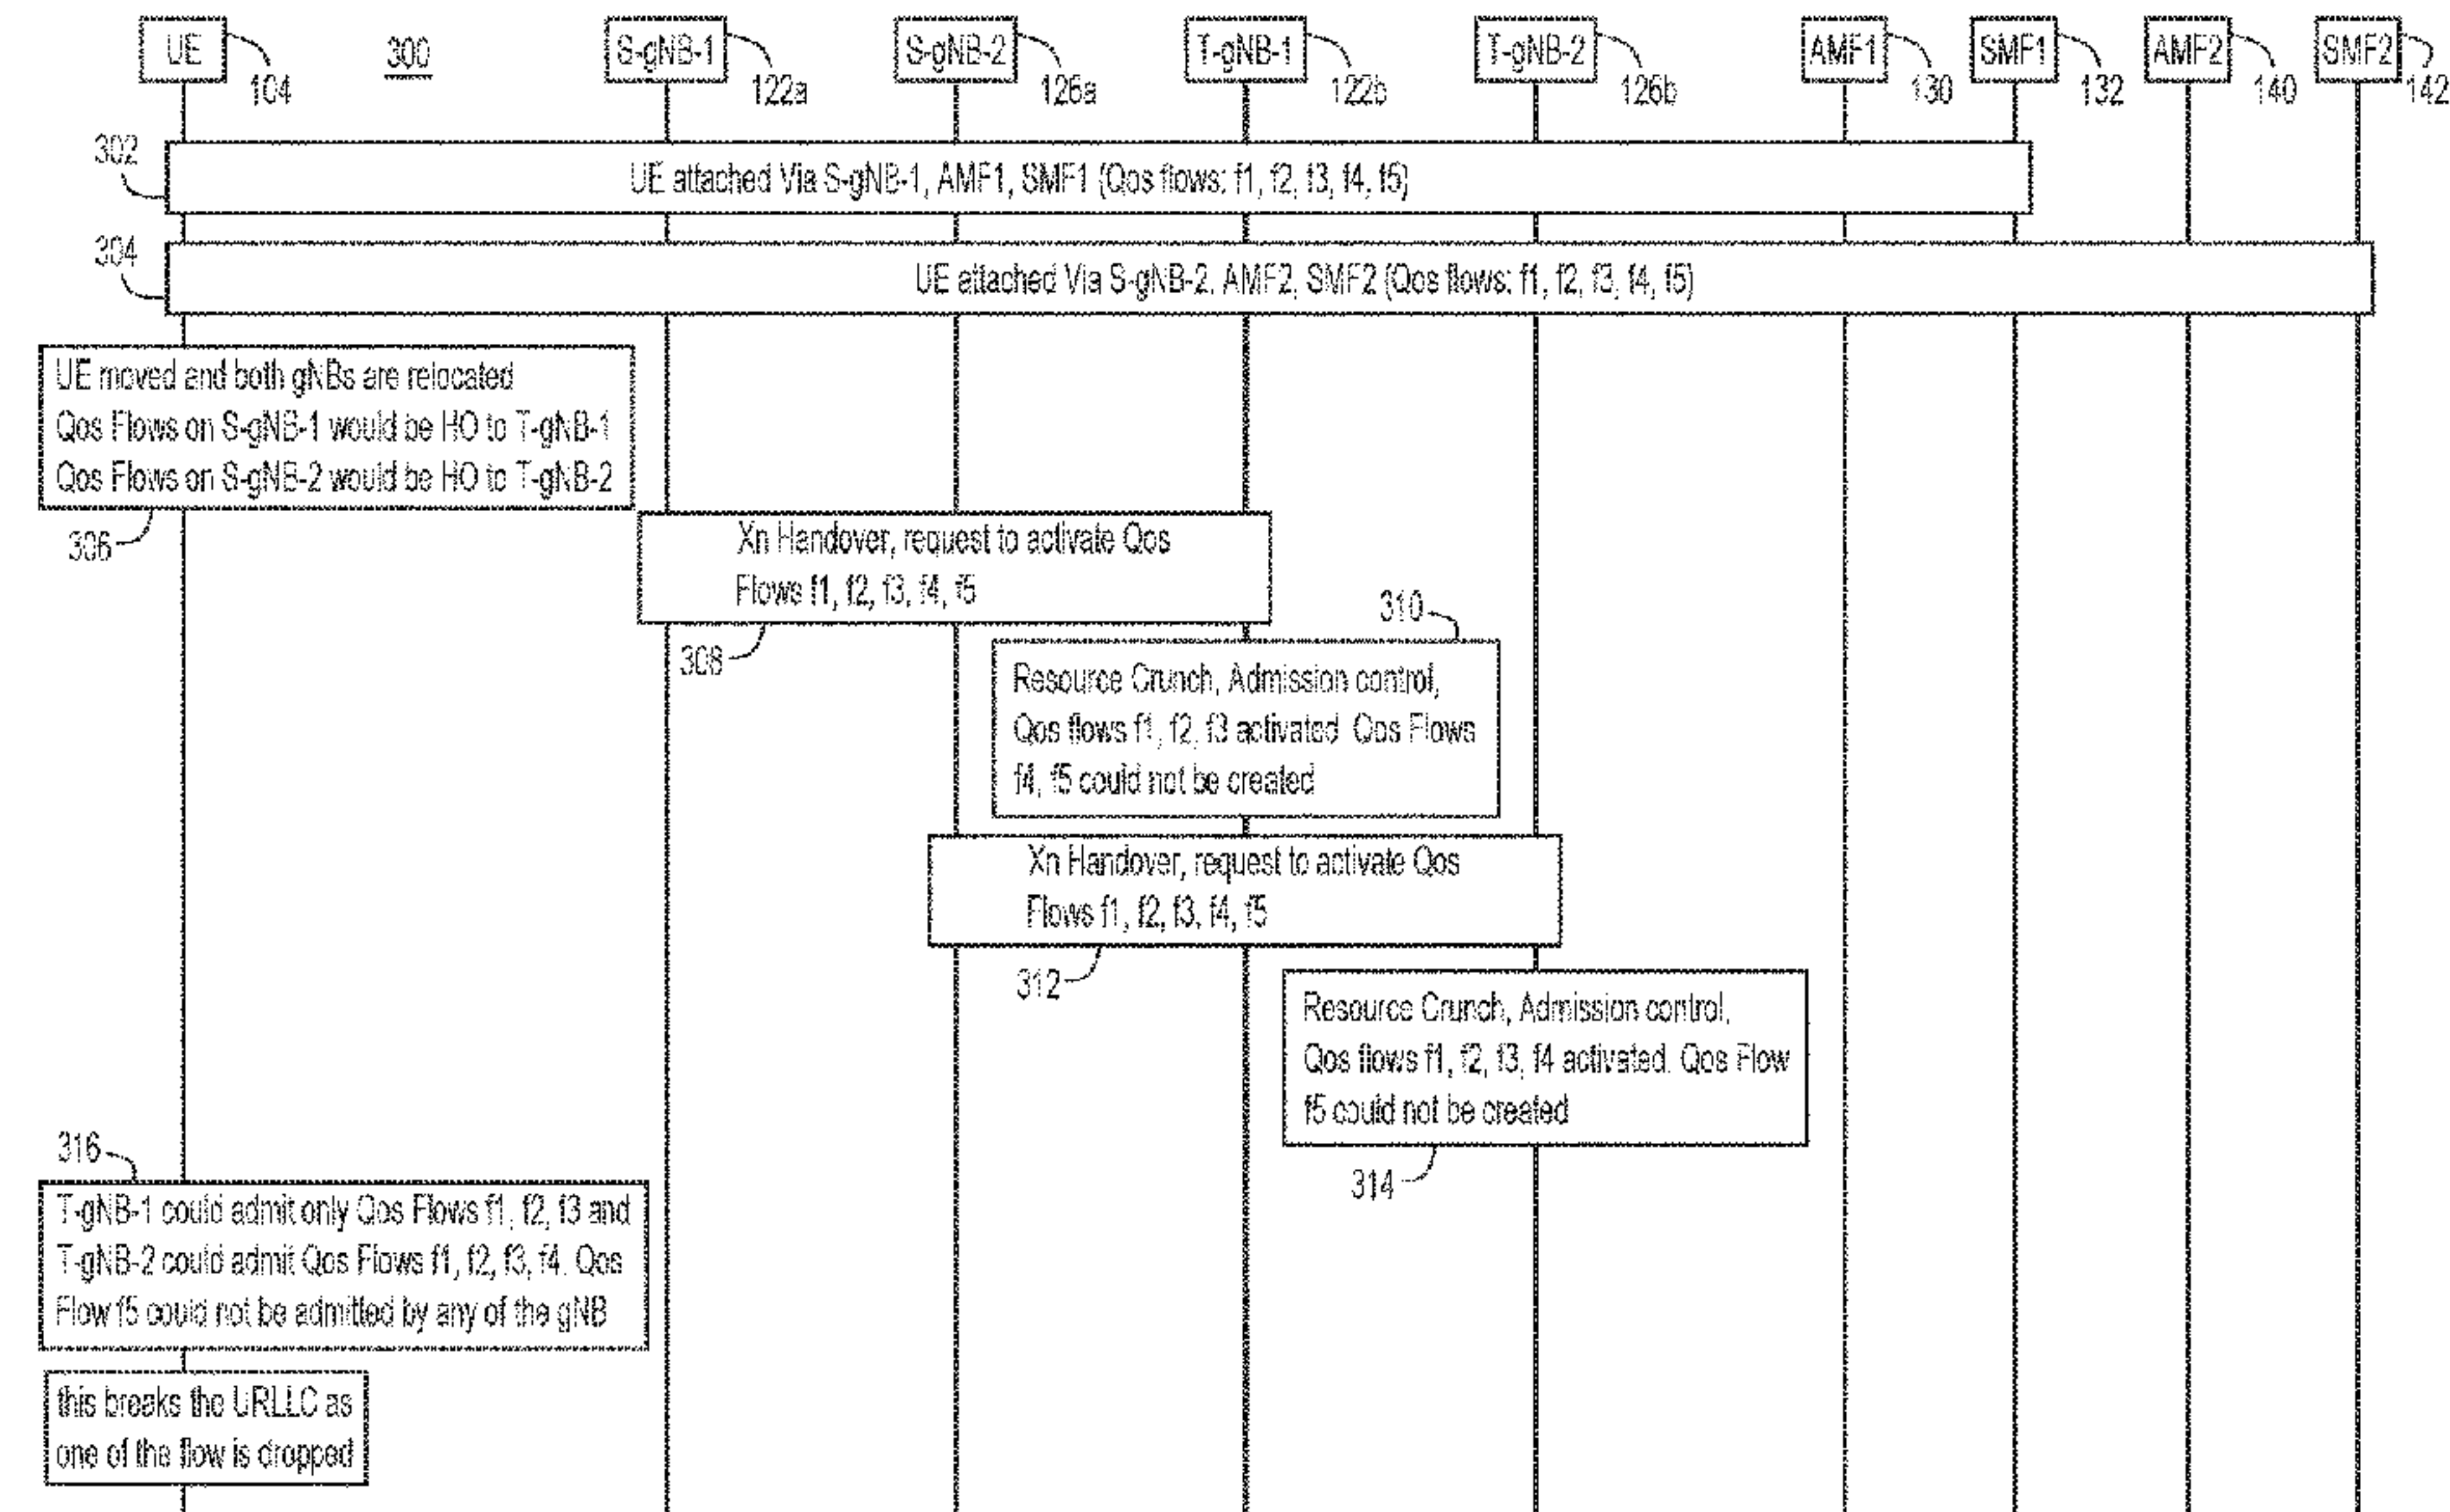 UE
300
S-gNB-1
S-gNB-2
T-gNB-1
T-gNB-2
AMF1
SMF1
AMF2
SMF2
104
122a
126a
122b
126b
130
132
140
142
302
UE attached Via S-gNB-1, AMF1, SMF1 (Qos flows: f1, f2, f3, f4, f5)
304
UE attached Via S-gNB-2, AMF2, SMF2 (Qos flows: f1, f2, f3, f4, f5)
UE moved and both gNBs are relocated
Qos Flows on S-gNB-1 would be HO to T-gNB-1
Qos Flows on S-gNB-2 would be HO to T-gNB-2
306
Xn Handover, request to activate Qos
Flows f1, f2, f3, f4, f5
308
310
Resource Crunch, Admission control,
Qos flows f1, f2, f3 activated. Qos Flows
f4, f5 could not be created
Xn Handover, request to activate Qos
Flows f1, f2, f3, f4, f5
312
Resource Crunch, Admission control,
Qos flows f1, f2, f3, f4 activated. Qos Flow
f5 could not be created
314
316
T-gNB-1 could admit only Qos Flows f1, f2, f3 and
T-gNB-2 could admit Qos Flows f1, f2, f3, f4. Qos
Flow f5 could not be admitted by any of the gNB
this breaks the URLLC as
one of the flow is dropped